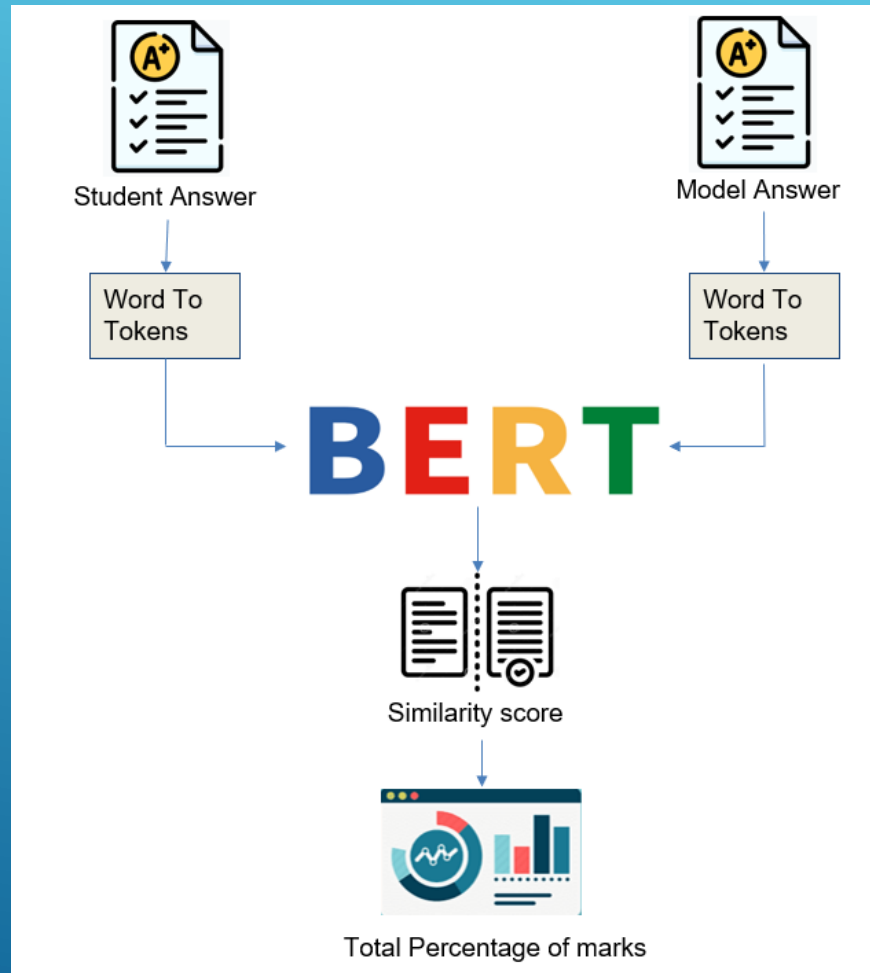 A+
A+
Student Answer
Model Answer
Word To
Tokens
Word To
Tokens
BERT
Similarity score
Total Percentage of marks